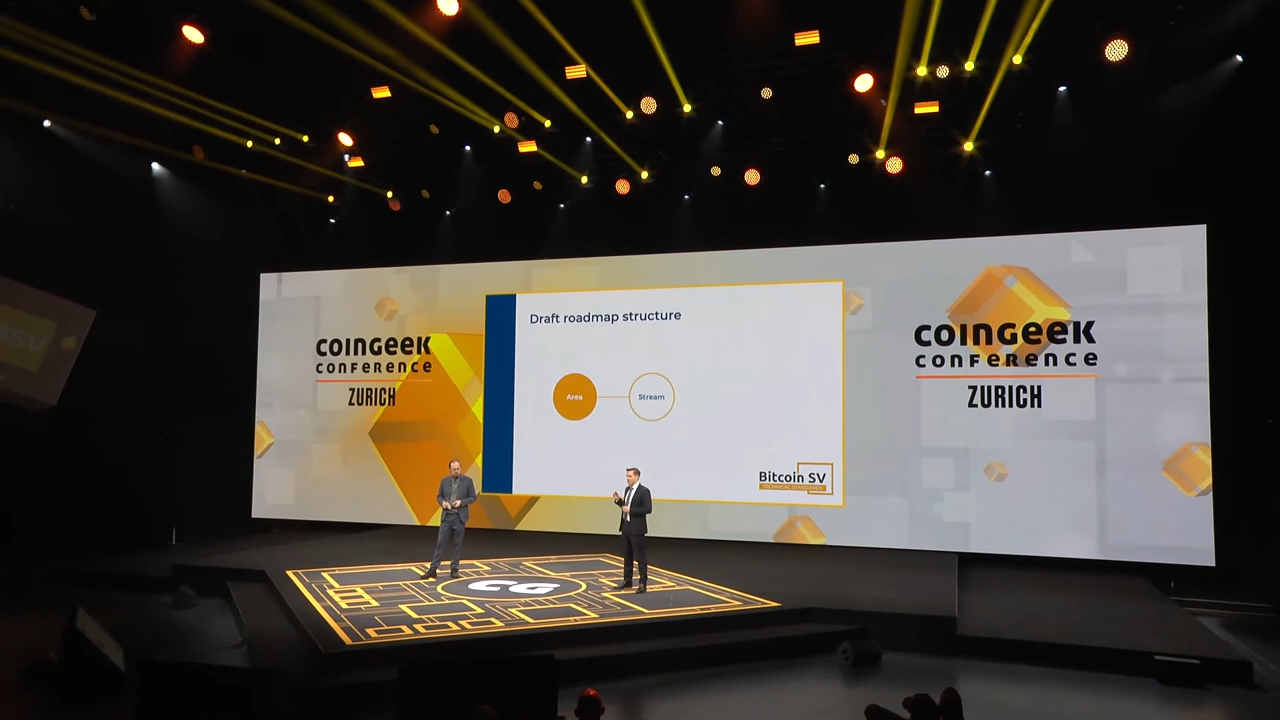 COINGEEK
CONFERENCE
ZURICH
Draft roadmap structure
Area
Stream
Bitcoin SV
TECHNICAL STANDARDS
COINGEEK
CONFERENCE
ZURICH
CG